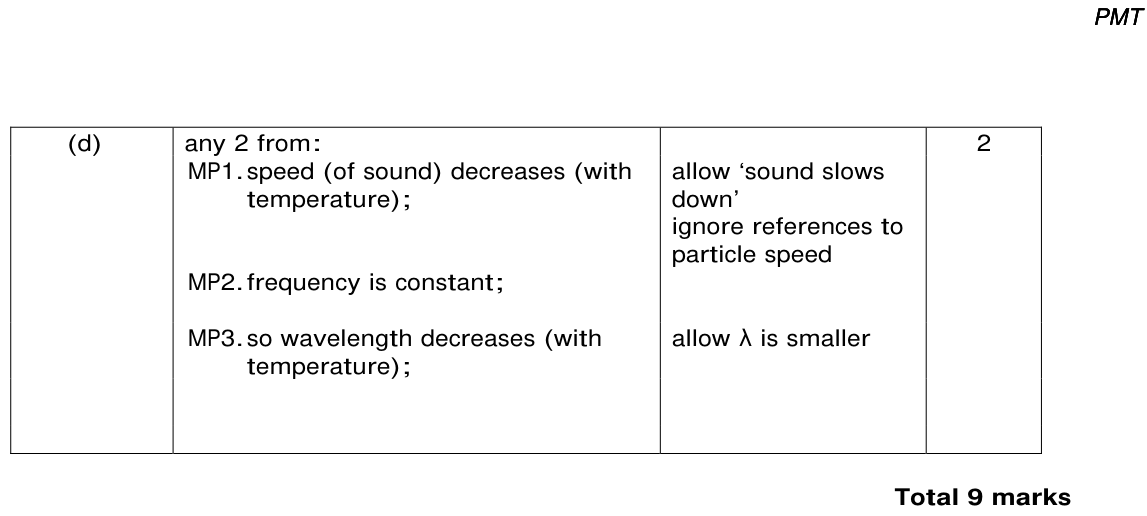 PMT
(d) any 2 from: 2
MP1. speed (of sound) decreases (with allow ‘sound slows
temperature); down’
ignore references to
particle speed
MP2. frequency is constant;
MP3. so wavelength decreases (with allow λ is smaller
temperature);
Total 9 marks